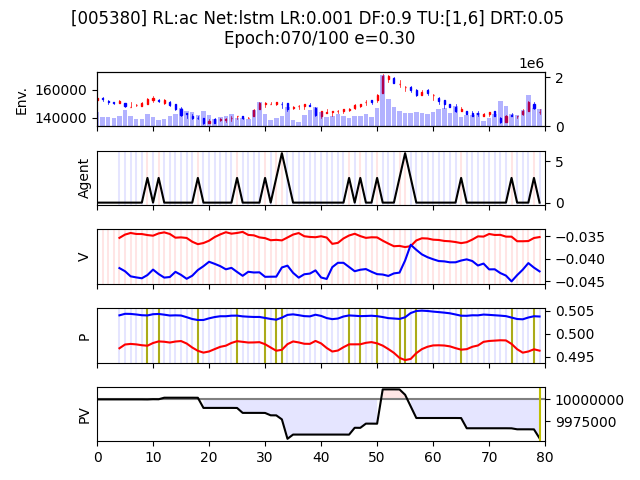 [005380] RL:ac Net:lstm LR:0.001 DF:0.9 TU:[1,6] DRT:0.05
Epoch:070/100 e=0.30
1e6
Env.
160000
140000
2
0
Agent
5
0
V
−0.035
−0.040
−0.045
P
0.505
0.500
0.495
PV
10000000
9975000
0 10 20 30 40 50 60 70 80